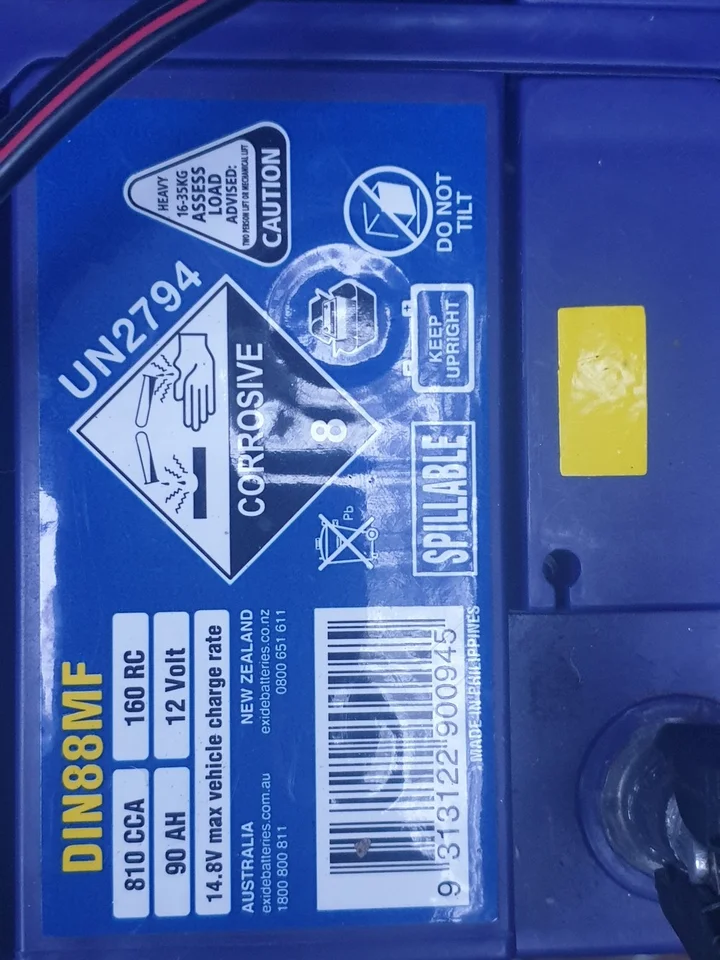 DIN88MF
810 CCA
160 RC
90 AH
12 Volt
14.8V max vehicle charge rate
AUSTRALIA
exidebatteries.com.au
1800 800 811
NEW ZEALAND
exidebatteries.co.nz
0800 651 611
9 313122 900945
MADE IN PHILIPPINES
UN2794
CORROSIVE
8
Pb
SPILLABLE
HEAVY
16-35KG
ASSESS
LOAD
ADVISED:
TWO PERSON LIFT OR MECHANICAL LIFT
CAUTION
DO NOT
TILT
KEEP
UPRIGHT